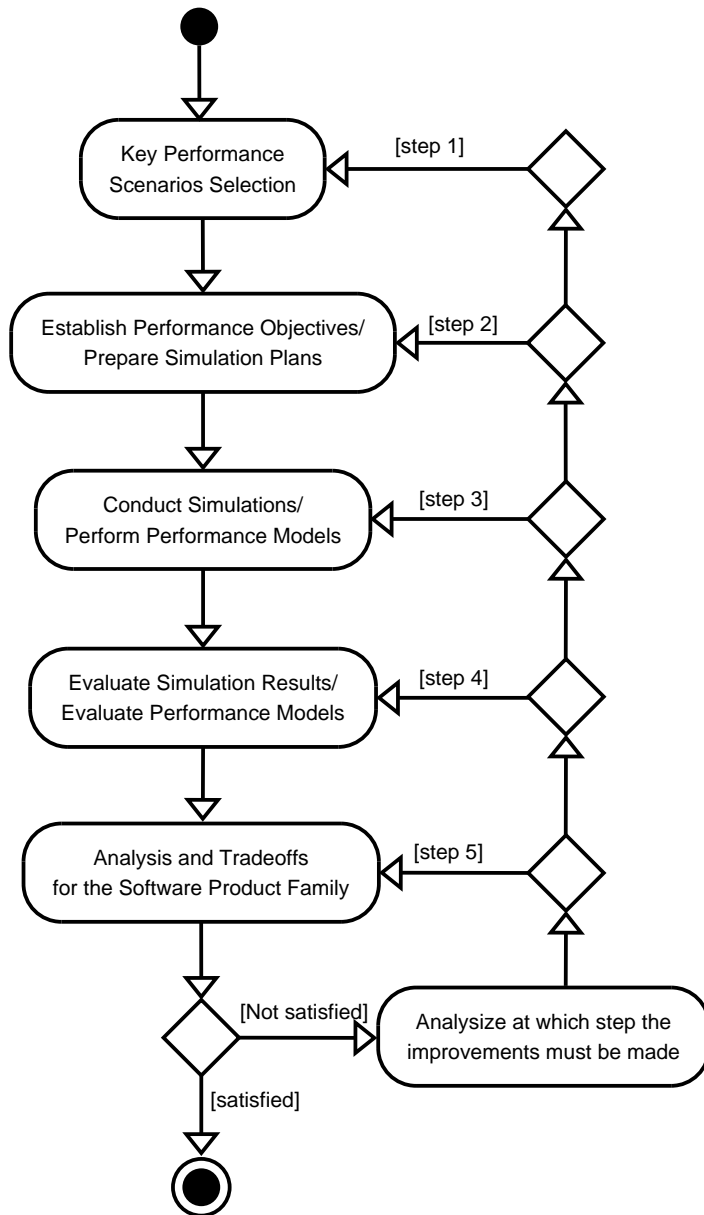 Key Performance
Scenarios Selection
[step 1]
Establish Performance Objectives/
Prepare Simulation Plans
[step 2]
Conduct Simulations/
Perform Performance Models
[step 3]
Evaluate Simulation Results/
Evaluate Performance Models
[step 4]
Analysis and Tradeoffs
for the Software Product Family
[step 5]
[Not satisfied]
Analysize at which step the
improvements must be made
[satisfied]